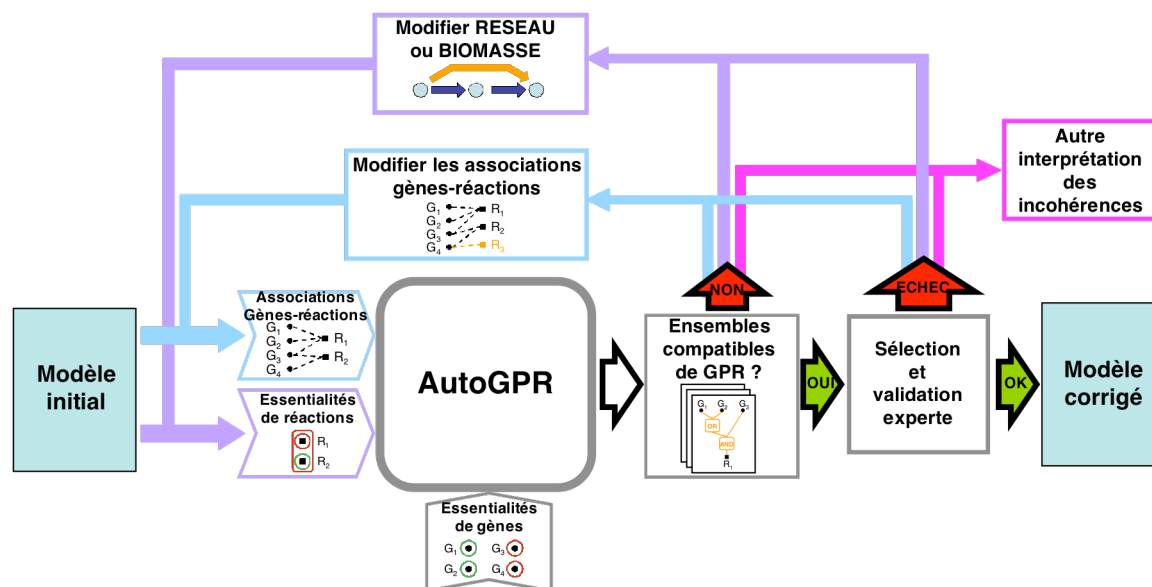 Modifier RESEAU
ou BIOMASSE
Modifier les associations
gènes-réactions
G1
G2
G3
G4
R1
R2
R3
Autre
interprétation
des
incohérences
NON
ECHEC
Modèle
initial
Associations
Gènes-réactions
G1
G2
G3
G4
R1
R2
Essentialités
de réactions
R1
R2
AutoGPR
Ensembles
compatibles
de GPR ?
G1 G2 G3
OR
AND
R1
OUI
Sélection
et
validation
experte
OK
Modèle
corrigé
Essentialités
de gènes
G1 G3
G2 G4